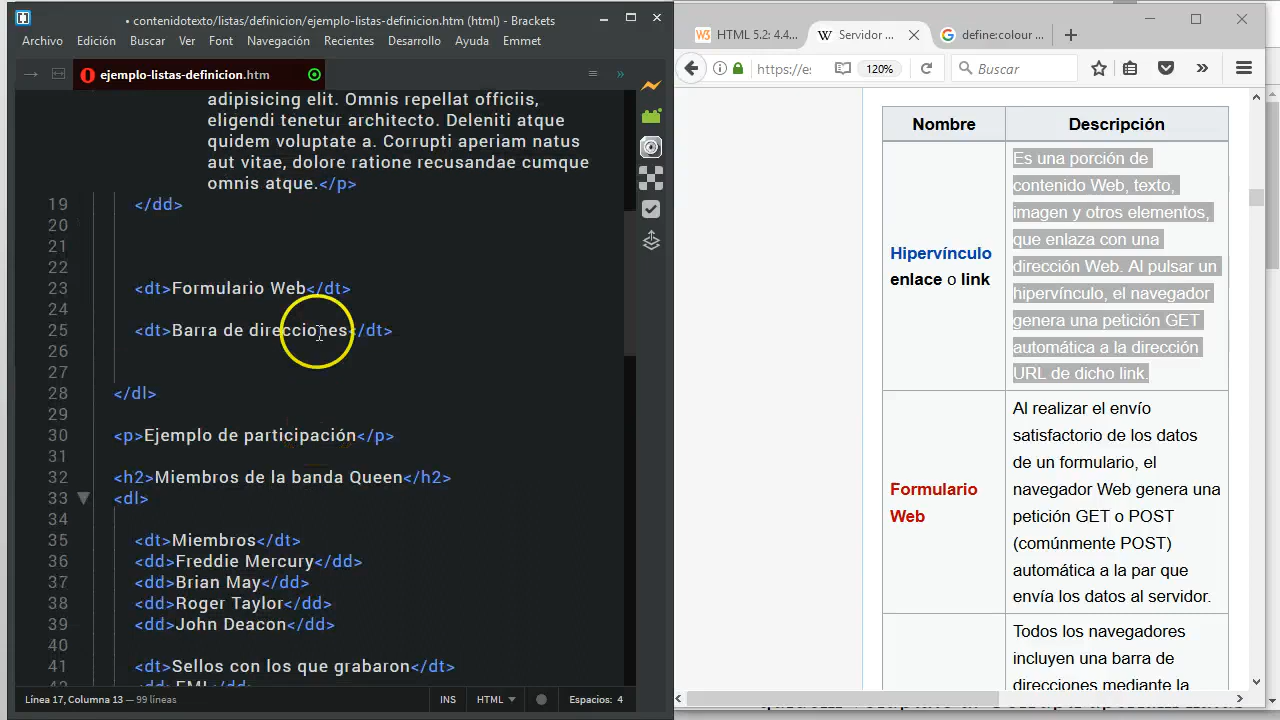 • contenidotexto/listas/definicion/ejemplo-listas-definicion.htm (html) - Brackets
Archivo Edición Buscar Ver Font Navegación Recientes Desarrollo Ayuda Emmet
ejemplo-listas-definicion.htm
adipisicing elit. Omnis repellat officiis,
eligendi tenetur architecto. Deleniti atque
quidem voluptate a. Corrupti aperiam natus
aut vitae, dolore ratione recusandae cumque
omnis atque.</p>
19 </dd>
20
21
22
23 <dt>Formulario Web</dt>
24
25 <dt>Barra de direcciones</dt>
26
27
28 </dl>
29
30 <p>Ejemplo de participación</p>
31
32 <h2>Miembros de la banda Queen</h2>
33 <dl>
34
35 <dt>Miembros</dt>
36 <dd>Freddie Mercury</dd>
37 <dd>Brian May</dd>
38 <dd>Roger Taylor</dd>
39 <dd>John Deacon</dd>
40
41 <dt>Sellos con los que grabaron</dt>
42 <dd>EMI</dd>
Línea 17, Columna 13 — 99 líneas INS HTML Espacios: 4
HTML 5.2: 4.4... Servidor ... define:colour ...
https://es 120% Buscar
Nombre Descripción
Hipervínculo
enlace o link
Es una porción de
contenido Web, texto,
imagen y otros elementos,
que enlaza con una
dirección Web. Al pulsar un
hipervínculo, el navegador
genera una petición GET
automática a la dirección
URL de dicho link.
Formulario
Web
Al realizar el envío
satisfactorio de los datos
de un formulario, el
navegador Web genera una
petición GET o POST
(comúnmente POST)
automática a la par que
envía los datos al servidor.
Todos los navegadores
incluyen una barra de
direcciones mediante la